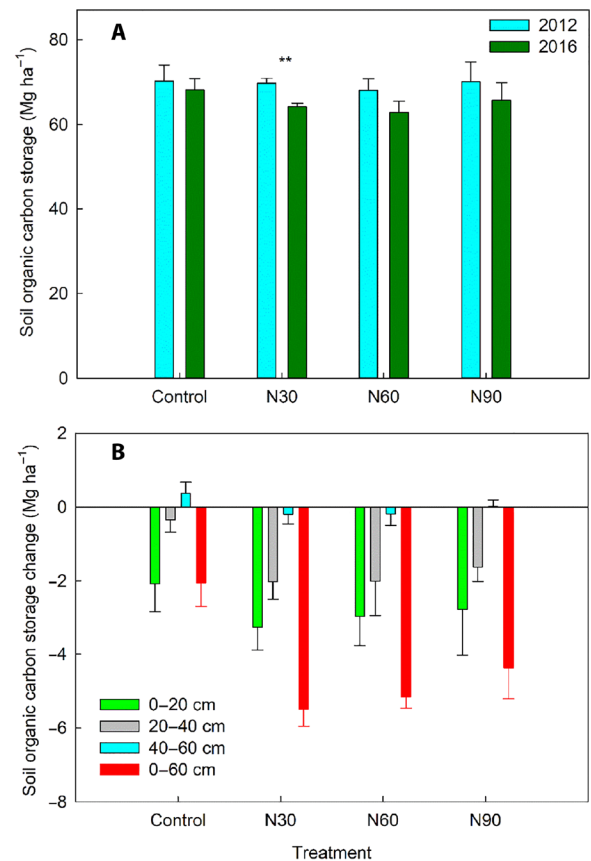 A
2012
2016
**
Soil organic carbon storage (Mg ha⁻¹)
80
60
40
20
0
Control N30 N60 N90
B
Soil organic carbon storage change (Mg ha⁻¹)
2
0
−2
−4
−6
−8
0−20 cm
20−40 cm
40−60 cm
0−60 cm
Control N30 N60 N90
Treatment